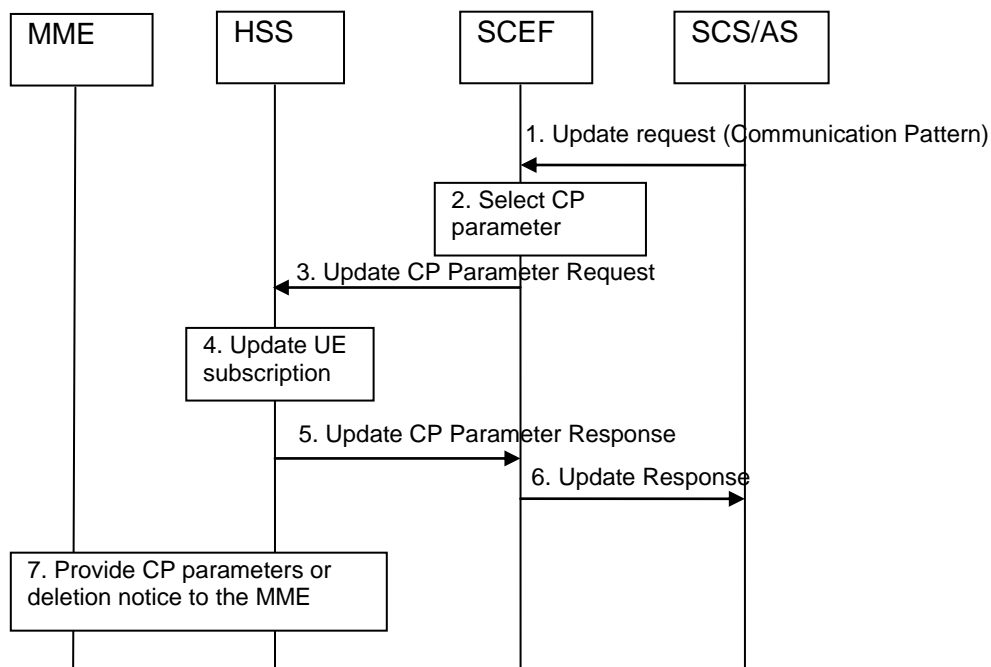 MME
HSS
SCEF
SCS/AS
1. Update request (Communication Pattern)
2. Select CP
parameter
3. Update CP Parameter Request
4. Update UE
subscription
5. Update CP Parameter Response
6. Update Response
7. Provide CP parameters or
deletion notice to the MME